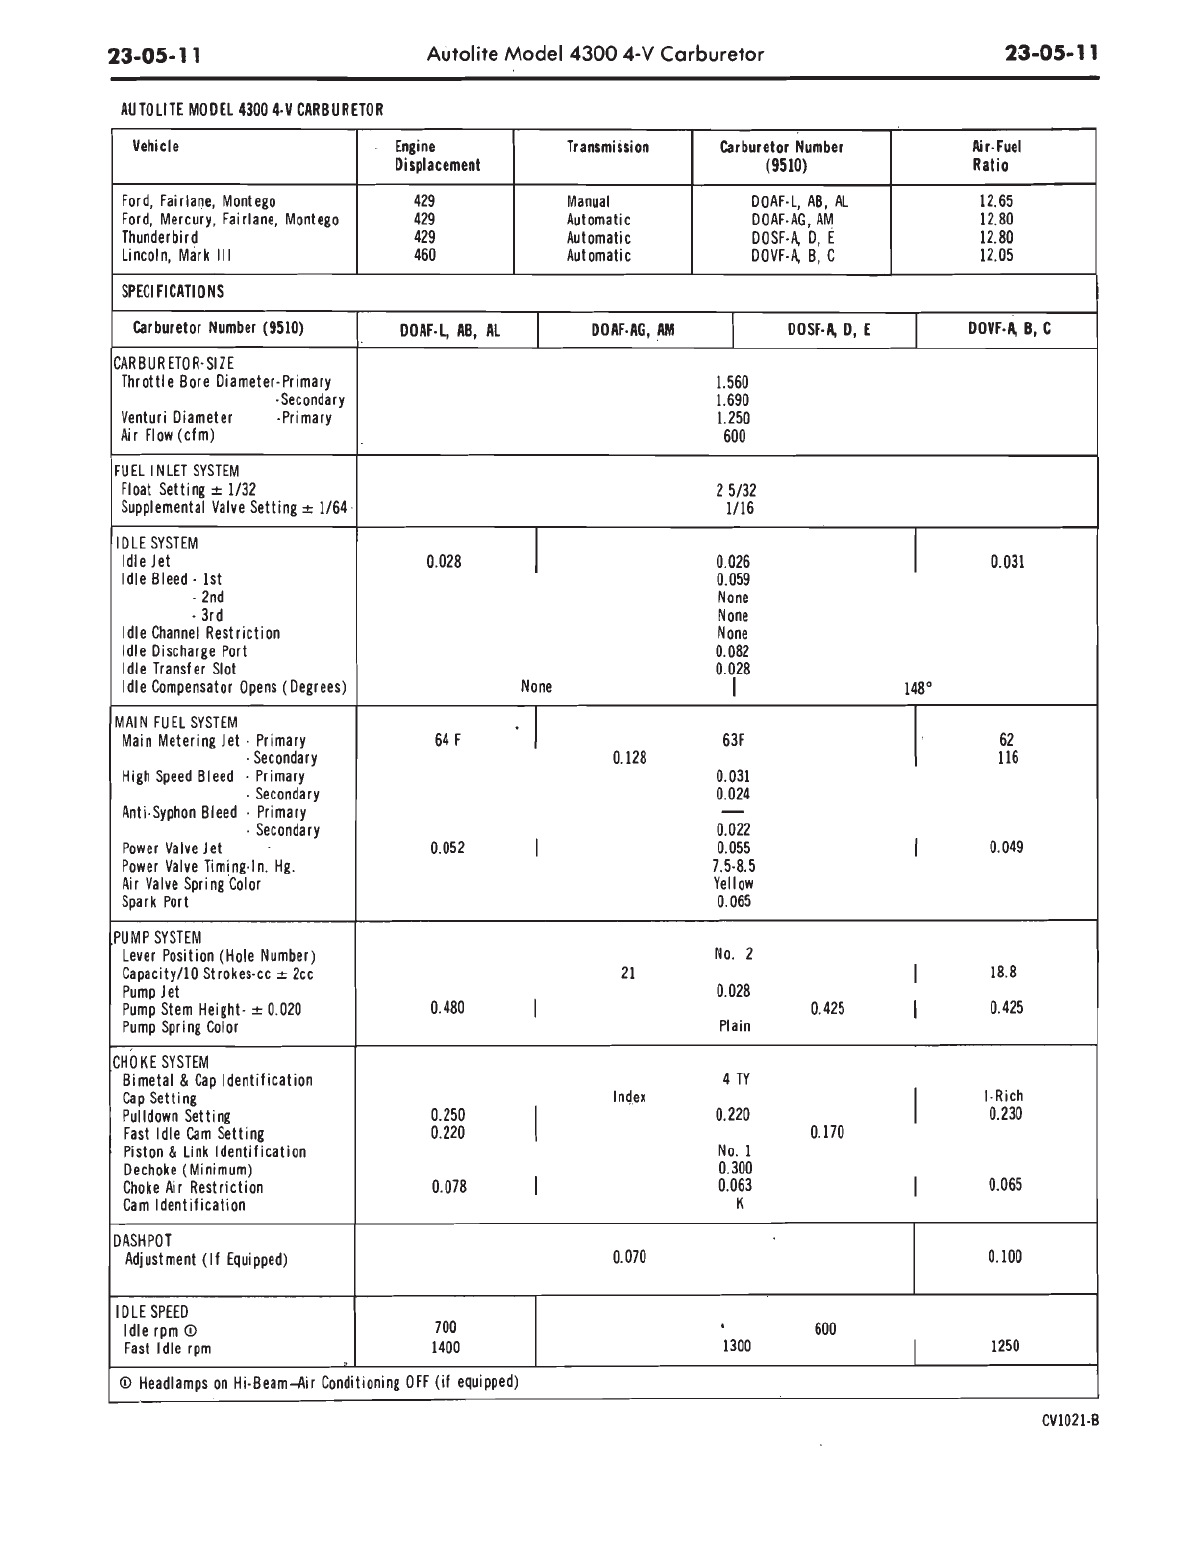 23-05-11 Autolite Model 4300 4-V Carburetor 23-05-11
AUTOLITE MODEL 4300 4-V CARBURETOR
Vehicle Engine Displacement Transmission Carburetor Number (9510) Air-Fuel Ratio
Ford, Fairlane, Montego 429 Manual DOAF-L, AB, AL 12.65
Ford, Mercury, Fairlane, Montego 429 Automatic DOAF-AG, AM 12.80
Thunderbird 429 Automatic DOSF-A, D, E 12.80
Lincoln, Mark III 460 Automatic DOVF-A, B, C 12.05
SPECIFICATIONS
Carburetor Number (9510) DOAF-L, AB, AL DOAF-AG, AM DOSF-A, D, E DOVF-A, B, C
CARBURETOR-SIZE
Throttle Bore Diameter-Primary 1.560
-Secondary 1.690
Venturi Diameter -Primary 1.250
Air Flow (cfm) 600
FUEL INLET SYSTEM
Float Setting ± 1/32 2 5/32
Supplemental Valve Setting ± 1/64 1/16
IDLE SYSTEM
Idle Jet 0.028 0.026 0.031
Idle Bleed - 1st 0.059
- 2nd None
- 3rd None
Idle Channel Restriction None
Idle Discharge Port 0.082
Idle Transfer Slot 0.028
Idle Compensator Opens (Degrees) None 148°
MAIN FUEL SYSTEM
Main Metering Jet - Primary 64 F 63F 62
- Secondary 0.128 116
High Speed Bleed - Primary 0.031
- Secondary 0.024
Anti-Syphon Bleed - Primary —
- Secondary 0.022
Power Valve Jet 0.052 0.055 0.049
Power Valve Timing-In. Hg. 7.5-8.5
Air Valve Spring Color Yellow
Spark Port 0.065
PUMP SYSTEM
Lever Position (Hole Number) No. 2
Capacity/10 Strokes-cc ± 2cc 21 18.8
Pump Jet 0.028
Pump Stem Height- ± 0.020 0.480 0.425 0.425
Pump Spring Color Plain
CHOKE SYSTEM
Bimetal & Cap Identification 4 TY
Cap Setting Index I-Rich
Pulldown Setting 0.250 0.220 0.230
Fast Idle Cam Setting 0.220 0.170
Piston & Link Identification No. 1
Dechoke (Minimum) 0.300
Choke Air Restriction 0.078 0.063 0.065
Cam Identification K
DASHPOT
Adjustment (If Equipped) 0.070 0.100
IDLE SPEED
Idle rpm ① 700 600
Fast Idle rpm 1400 1300 1250
① Headlamps on Hi-Beam—Air Conditioning OFF (if equipped)
CV1021-B